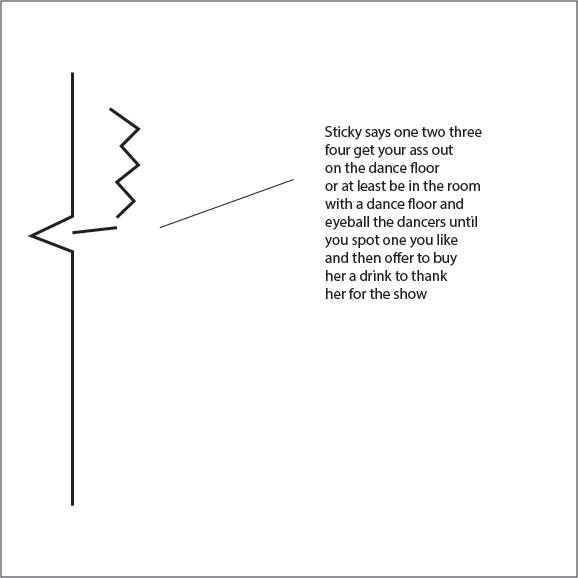 Sticky says one two three
four get your ass out
on the dance floor
or at least be in the room
with a dance floor and
eyeball the dancers until
you spot one you like
and then offer to buy
her a drink to thank
her for the show